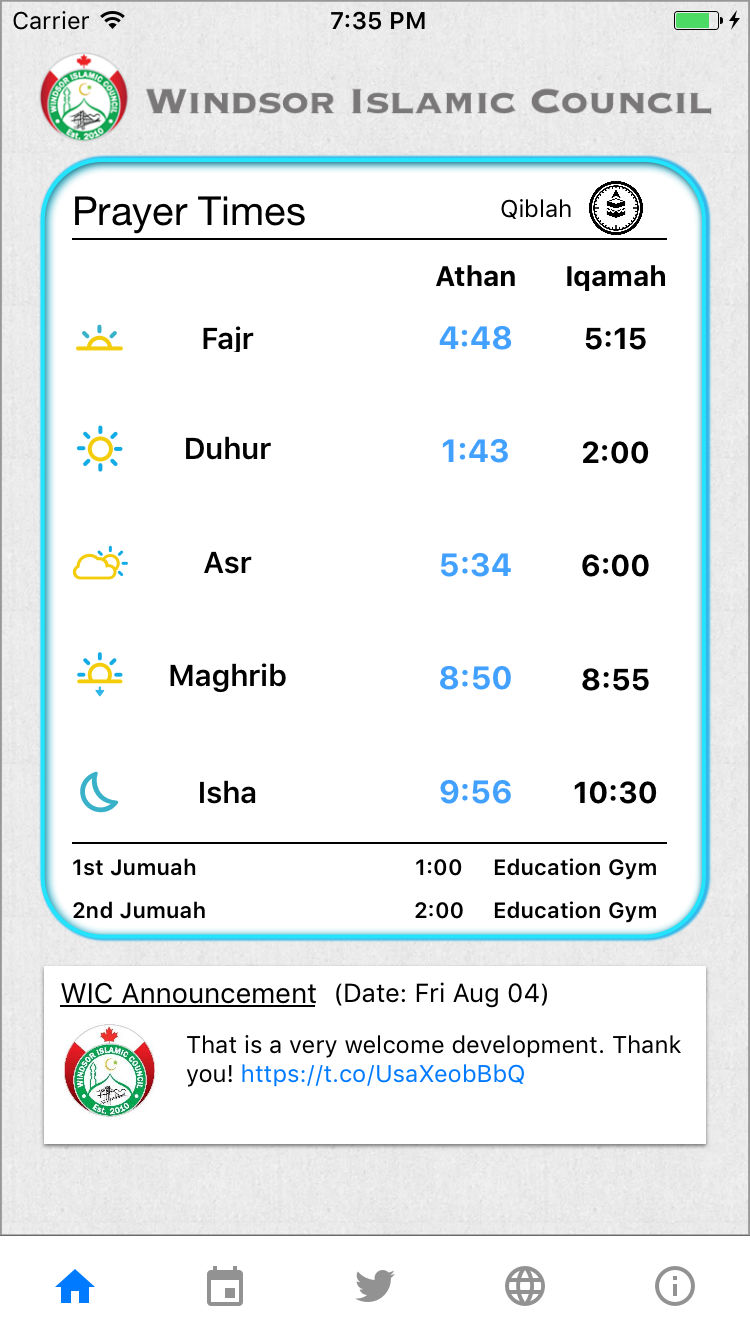 Carrier 7:35 PM
WINDSOR ISLAMIC COUNCIL
EST. 2010
WINDSOR ISLAMIC COUNCIL
Prayer Times Qiblah
Athan Iqamah
Fajr 4:48 5:15
Duhur 1:43 2:00
Asr 5:34 6:00
Maghrib 8:50 8:55
Isha 9:56 10:30
1st Jumuah 1:00 Education Gym
2nd Jumuah 2:00 Education Gym
WIC Announcement (Date: Fri Aug 04)
WINDSOR ISLAMIC COUNCIL
Est. 2010
That is a very welcome development. Thank
you! https://t.co/UsaXeobBbQ